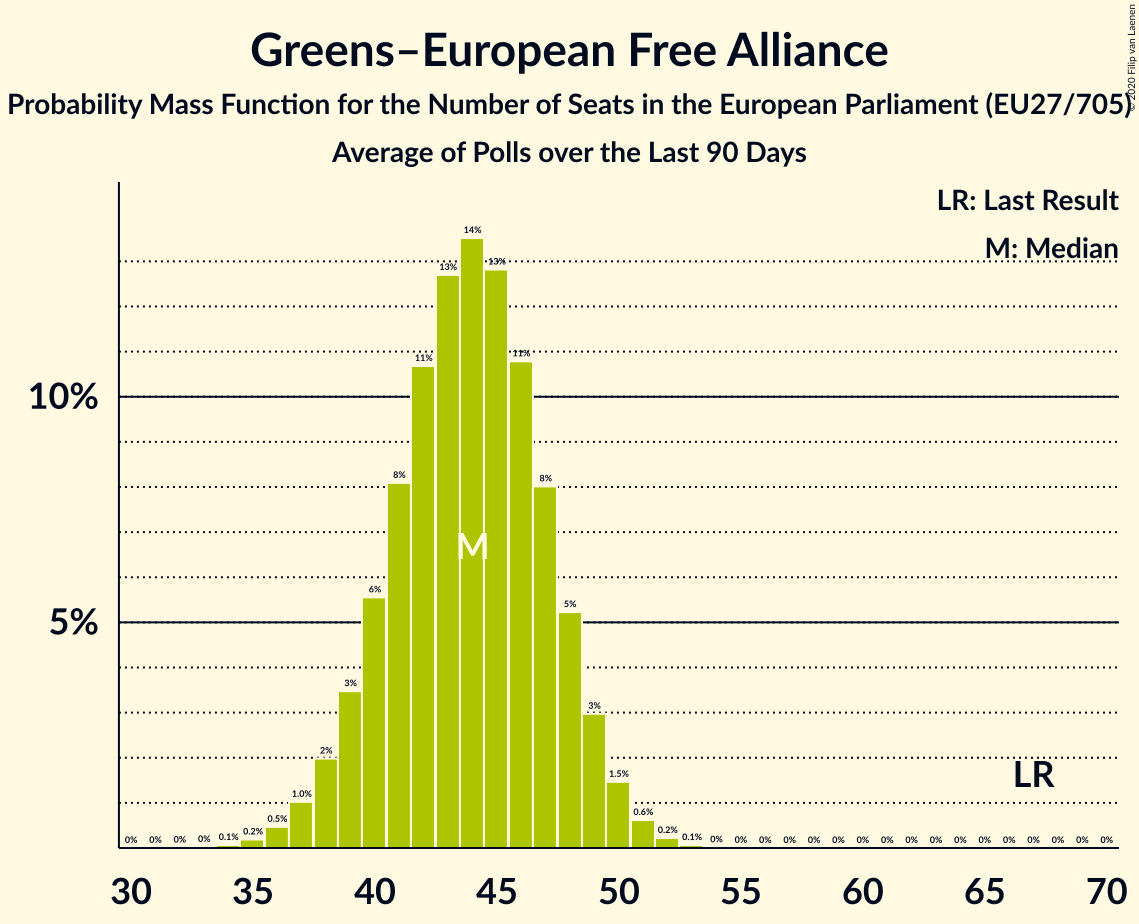 Greens–European Free Alliance
Probability Mass Function for the Number of Seats in the European Parliament (EU27/705)
Average of Polls over the Last 90 Days
© 2020 Filip van Laenen
LR: Last Result
M: Median
10%
5%
0% 0% 0% 0% 0.1% 0.2% 0.5% 1.0% 2% 3% 6% 8% 11% 13% 14% 13% 11% 8% 5% 3% 1.5% 0.6% 0.2% 0.1% 0% 0% 0% 0% 0% 0% 0% 0% 0% 0% 0% 0% 0% 0% 0% 0% 0%
M
LR
30 35 40 45 50 55 60 65 70